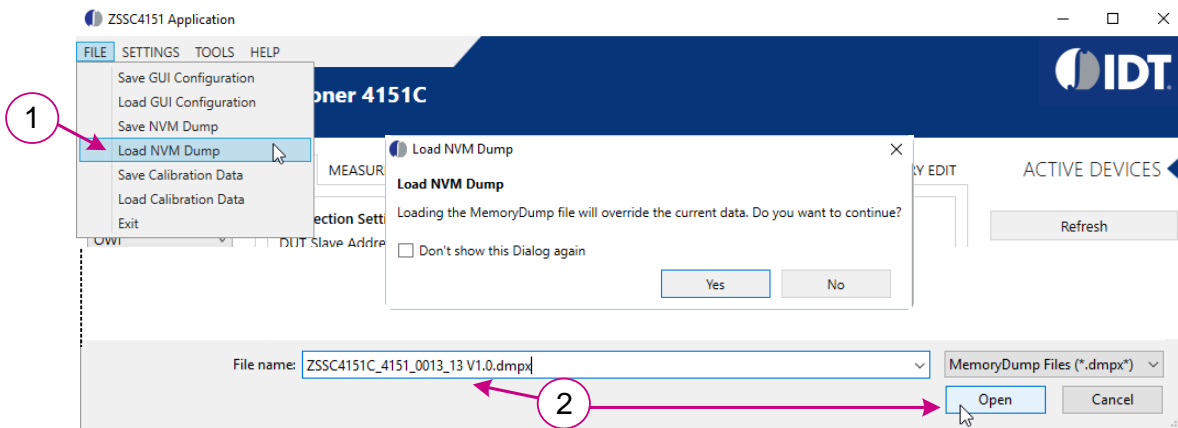 ZSSC4151 Application
FILE SETTINGS TOOLS HELP
IDT
Save GUI Configuration
Load GUI Configuration
oner 4151C
1
Save NVM Dump
Load NVM Dump
Save Calibration Data
Load Calibration Data
Exit
MEASUR
RY EDIT
ACTIVE DEVICES
Load NVM Dump
Load NVM Dump
Loading the MemoryDump file will override the current data. Do you want to continue?
Don't show this Dialog again
Yes No
ection Setti
Refresh
OWI
DUT Slave Addre
File name: ZSSC4151C_4151_0013_13 V1.0.dmpx
MemoryDump Files (*.dmpx*)
2
Open Cancel